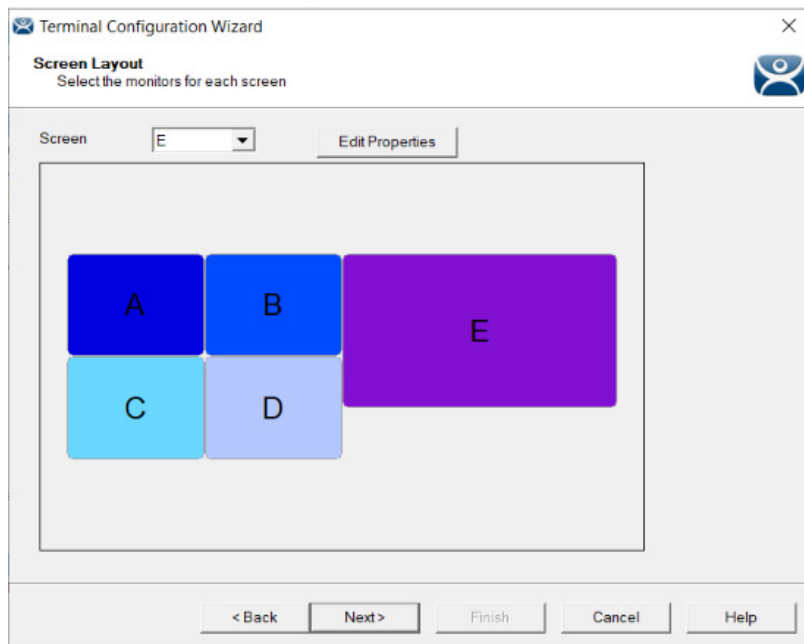 Terminal Configuration Wizard
Screen Layout
Select the monitors for each screen
Screen E Edit Properties
A B E
C D
< Back Next> Finish Cancel Help